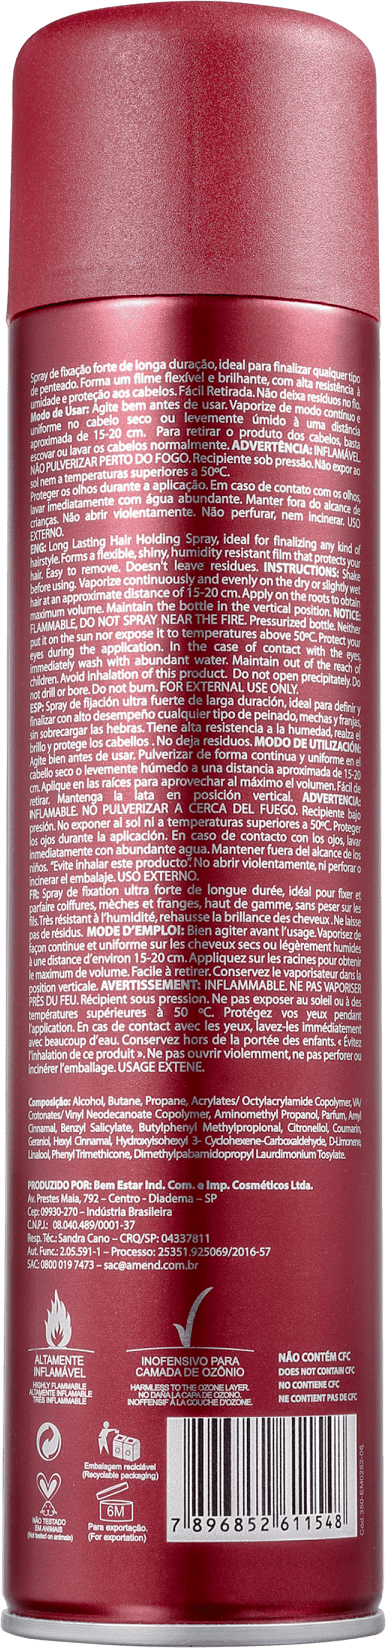 Spray de fixação forte de longa duração, ideal para finalizar qualquer tipo
de penteado. Forma um filme flexível e brilhante, com alta resistência à
umidade e proteção aos cabelos. Fácil Retirada. Não deixa resíduos no fio.
Modo de Usar: Agite bem antes de usar. Vaporize de modo contínuo e
uniforme no cabelo seco ou levemente úmido à uma distância
aproximada de 15-20 cm. Para retirar o produto dos cabelos, basta
escovar ou lavar os cabelos normalmente. ADVERTÊNCIA: INFLAMÁVEL.
NÃO PULVERIZAR PERTO DO FOGO. Recipiente sob pressão. Não expor ao
sol nem a temperaturas superiores a 50ºC.
Proteger os olhos durante a aplicação. Em caso de contato com os olhos,
lavar imediatamente com água abundante. Manter fora do alcance de
crianças. Não abrir violentamente. Não perfurar, nem incinerar. USO
EXTERNO.
ENG: Long Lasting Hair Holding Spray, ideal for finalizing any kind of
hairstyle. Forms a flexible, shiny, humidity resistant film that protects your
hair. Easy to remove. Doesn't leave residues. INSTRUCTIONS: Shake
before using. Vaporize continuously and evenly on the dry or slightly wet
hair at an approximate distance of 15-20 cm. Apply on the roots to obtain
maximum volume. Maintain the bottle in the vertical position. NOTICE:
FLAMMABLE, DO NOT SPRAY NEAR THE FIRE. Pressurized bottle. Neither
put it on the sun nor expose it to temperatures above 50ºC. Protect your
eyes during the application. In the case of contact with the eyes,
immediately wash with abundant water. Maintain out of the reach of
children. Avoid inhalation of this product. Do not open precipitately. Do
not drill or bore. Do not burn. FOR EXTERNAL USE ONLY.
ESP: Spray de fijación ultra fuerte de larga duración, ideal para definir y
finalizar con alto desempeño cualquier tipo de peinado, mechas y franjas,
sin sobrecargar las hebras. Tiene alta resistencia a la humedad, realza el
brillo y protege los cabellos . No deja residuos. MODO DE UTILIZACIÓN:
Agite bien antes de usar. Pulverizar de forma continua y uniforme en el
cabello seco o levemente húmedo a una distancia aproximada de 15-20
cm. Aplique en las raíces para aprovechar al máximo el volumen. Fácil de
retirar. Mantenga la lata en posición vertical. ADVERTENCIA:
INFLAMABLE. NO PULVERIZAR A CERCA DEL FUEGO. Recipiente bajo
presión. No exponer al sol ni a temperaturas superiores a 50ºC. Proteger
los ojos durante la aplicación. En caso de contacto con los ojos, lavar
inmediatamente con abundante agua. Mantener fuera del alcance de los
niños. "Evite inhalar este producto". No abrir violentamente, ni perforar o
incinerar el embalaje. USO EXTERNO.
FR: Spray de fixation ultra forte de longue durée, idéal pour fixer et
parfaire coiffures, mèches et franges, haut de gamme, sans peser sur les
fils. Très résistant à l'humidité, rehausse la brillance des cheveux . Ne laisse
pas de résidus. MODE D'EMPLOI: Bien agiter avant l'usage. Vaporisez de
façon continue et uniforme sur les cheveux secs ou légèrement humides
à une distance d'environ 15-20 cm. Appliquez sur les racines pour obtenir
le maximum de volume. Facile à retirer. Conservez le vaporisateur dans la
position verticale. AVERTISSEMENT: INFLAMMABLE. NE PAS VAPORISER
PRÈS DU FEU. Récipient sous pression. Ne pas exposer au soleil ou à des
températures supérieures à 50 ºC. Protégez vos yeux pendant
l'application. En cas de contact avec les yeux, lavez-les immédiatement
avec beaucoup d'eau. Conservez hors de la portée des enfants. « Évitez
l'inhalation de ce produit ». Ne pas ouvrir violemment, ne pas perforer ou
incinérer l'emballage. USAGE EXTENE.
Composição: Alcohol, Butane, Propane, Acrylates/ Octylacrylamide Copolymer, VA/
Crotonates/ Vinyl Neodecanoate Copolymer, Aminomethyl Propanol, Parfum, Amyl
Cinnamal, Benzyl Salicylate, Butylphenyl Methylpropional, Citronellol, Coumarin,
Geraniol, Hexyl Cinnamal, Hydroxyisohexyl 3- Cyclohexene-Carboxaldehyde, D-Limonene,
Linalool, Phenyl Trimethicone, Dimethylpabamidopropyl Laurdimonium Tosylate.
PRODUZIDO POR: Bem Estar Ind. Com. e Imp. Cosméticos Ltda.
Av. Prestes Maia, 792 – Centro - Diadema – SP
Cep: 09930-270 – Indústria Brasileira
C.N.P.J.: 08.040.489/0001-37
Resp. Téc.: Sandra Cano – CRQ/SP: 04337811
Aut. Func.: 2.05.591-1 – Processo: 25351.925069/2016-57
SAC: 0800 019 7473 – sac@amend.com.br
ALTAMENTE
INFLAMÁVEL
HIGHLY FLAMMABLE
ALTAMENTE INFLAMABLE
TRÈS INFLAMMABLE
INOFENSIVO PARA
CAMADA DE OZÔNIO
HARMLESS TO THE OZONE LAYER.
NO DAÑA LA CAPA DE OZONO.
INOFFENSIF À LA COUCHE D'OZONE.
NÃO CONTÉM CFC
DOES NOT CONTAIN CFC
NO CONTIENE CFC
NE CONTIENT PAS DE CFC
Embalagem reciclável
(Recyclable packaging)
NÃO TESTADO
EM ANIMAIS
(Not tested on animals)
6M
Para exportação.
(For exportation)
7 896852 611548
Cód. 350-EM0252-06